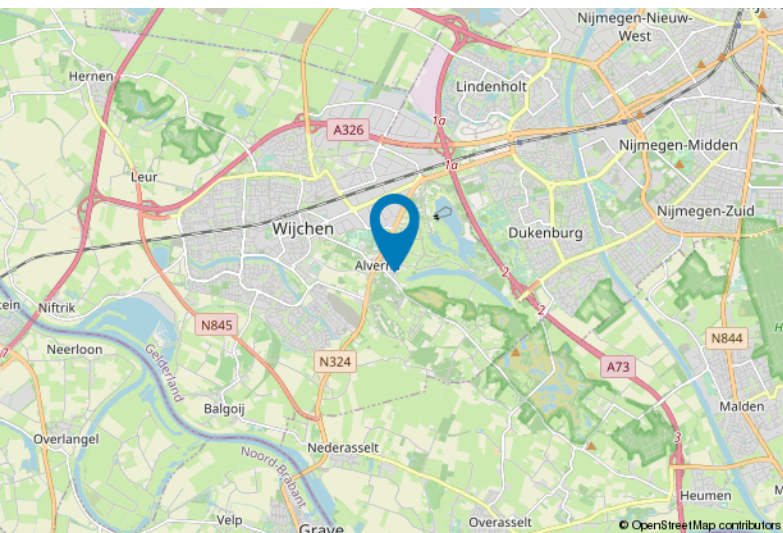 Nijmegen-Nieuw-
West
Hernen
Lindenholt
A326
1a
Nijmegen-Midden
1a
Leur
Nijmegen-Zuid
Wijchen
Dukenburg
Alverna
2
Niftrik
2
N845
Neerloon
7
Gelderland
N324
A73
N844
Balgoij
Malden
Overlangel
3
Nederasselt
Noord-Brabant
Heumen
Velp
Overasselt
Grave
© OpenStreetMap contributors